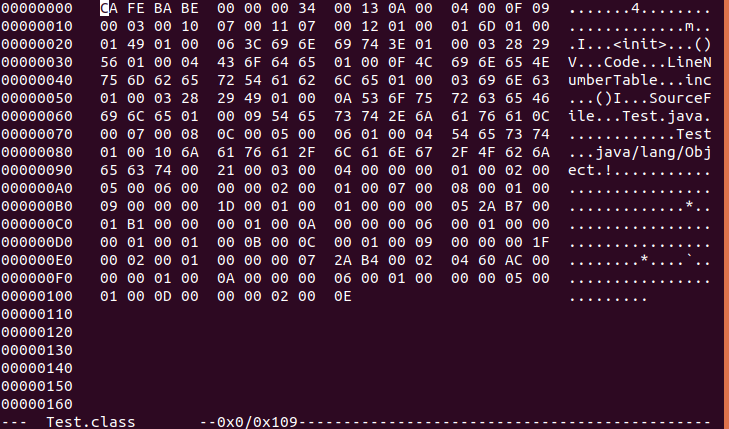 00000000 CA FE BA BE 00 00 00 34 00 13 0A 00 04 00 0F 09 .......4........
00000010 00 03 00 10 07 00 11 07 00 12 01 00 01 6D 01 00 .............m..
00000020 01 49 01 00 06 3C 69 6E 69 74 3E 01 00 03 28 29 .I...<init>...()
00000030 56 01 00 04 43 6F 64 65 01 00 0F 4C 69 6E 65 4E V...Code...LineN
00000040 75 6D 62 65 72 54 61 62 6C 65 01 00 03 69 6E 63 umberTable...inc
00000050 01 00 03 28 29 49 01 00 0A 53 6F 75 72 63 65 46 ...()I...SourceF
00000060 69 6C 65 01 00 09 54 65 73 74 2E 6A 61 76 61 0C ile...Test.java.
00000070 00 07 00 08 0C 00 05 00 06 01 00 04 54 65 73 74 ............Test
00000080 01 00 10 6A 61 76 61 2F 6C 61 6E 67 2F 4F 62 6A ...java/lang/Obj
00000090 65 63 74 00 21 00 03 00 04 00 00 00 01 00 02 00 ect.!...........
000000A0 05 00 06 00 00 00 02 00 01 00 07 00 08 00 01 00 ................
000000B0 09 00 00 00 1D 00 01 00 01 00 00 00 05 2A B7 00 .............*..
000000C0 01 B1 00 00 00 01 00 0A 00 00 00 06 00 01 00 00 ................
000000D0 00 01 00 01 00 0B 00 0C 00 01 00 09 00 00 00 1F ................
000000E0 00 02 00 01 00 00 00 07 2A B4 00 02 04 60 AC 00 ........*....`..
000000F0 00 00 01 00 0A 00 00 00 06 00 01 00 00 00 05 00 ................
00000100 01 00 0D 00 00 00 02 00 0E .........
00000110
00000120
00000130
00000140
00000150
00000160
--- Test.class --0x0/0x109-----------------------------------------------